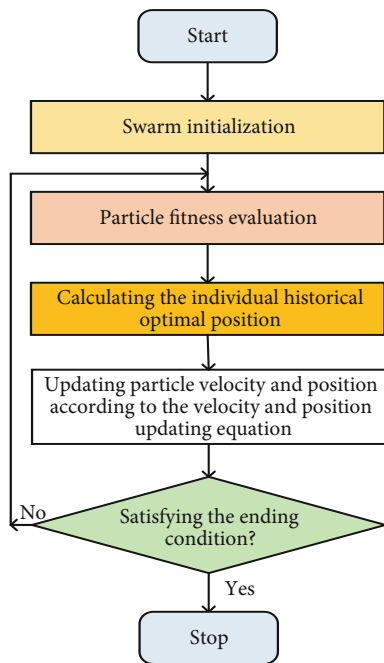 Start
Swarm initialization
Particle fitness evaluation
Calculating the individual historical
optimal position
Updating particle velocity and position
according to the velocity and position
updating equation
Satisfying the ending
condition?
No
Yes
Stop